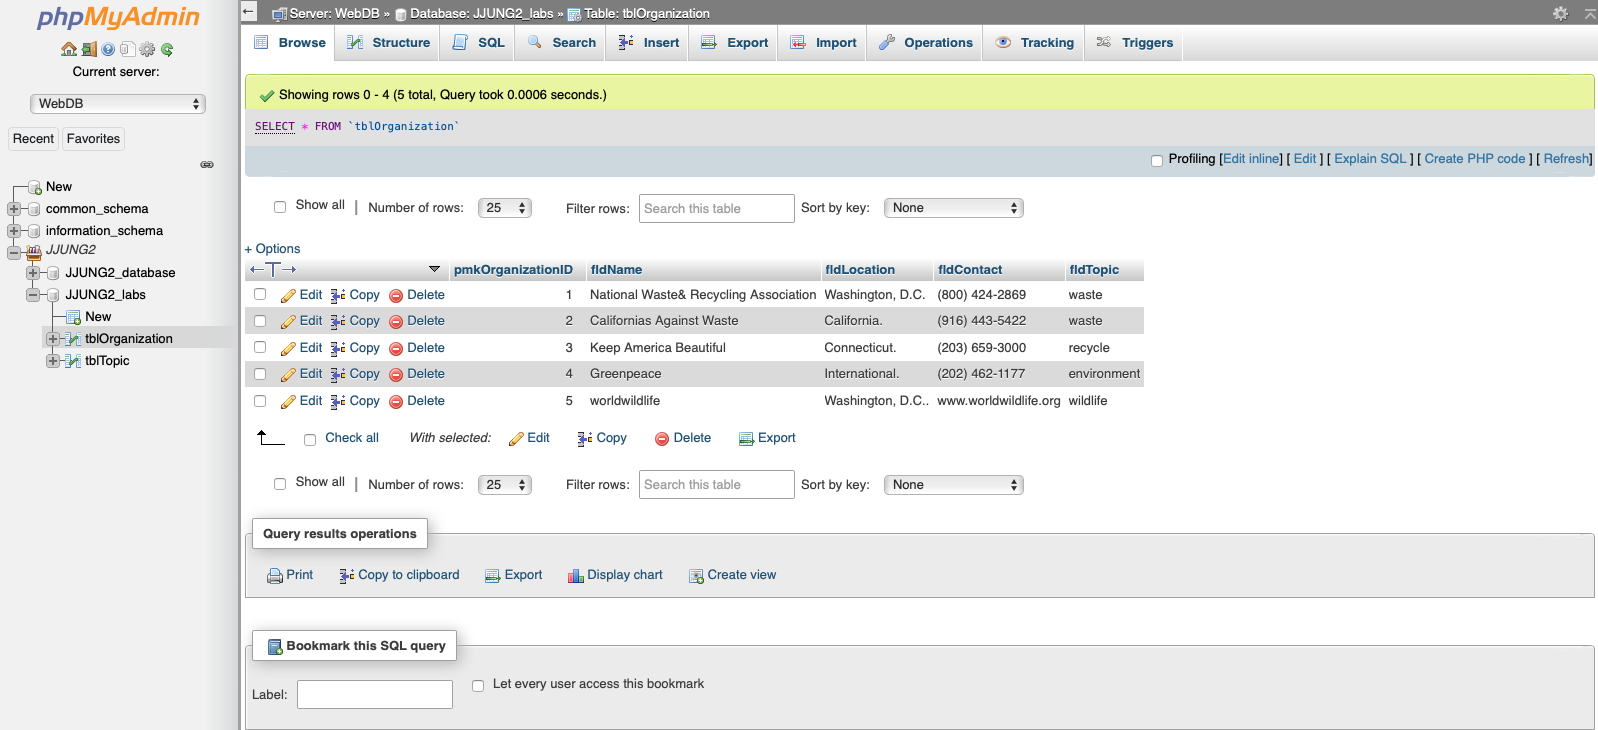 phpMyAdmin
Current server:
WebDB
Recent Favorites
New
common_schema
information_schema
JJUNG2
JJUNG2_database
JJUNG2_labs
New
tblOrganization
tblTopic
Server: WebDB » Database: JJUNG2_labs » Table: tblOrganization
Browse Structure SQL Search Insert Export Import Operations Tracking Triggers
Showing rows 0 - 4 (5 total, Query took 0.0006 seconds.)
SELECT * FROM `tblOrganization`
Profiling [Edit inline] [ Edit ] [ Explain SQL ] [ Create PHP code ] [ Refresh]
Show all | Number of rows: 25 Filter rows: Search this table Sort by key: None
+ Options
←T→ pmkOrganizationID fldName fldLocation fldContact fldTopic
Edit Copy Delete 1 National Waste& Recycling Association Washington, D.C. (800) 424-2869 waste
Edit Copy Delete 2 Californias Against Waste California. (916) 443-5422 waste
Edit Copy Delete 3 Keep America Beautiful Connecticut. (203) 659-3000 recycle
Edit Copy Delete 4 Greenpeace International. (202) 462-1177 environment
Edit Copy Delete 5 worldwildlife Washington, D.C.. www.worldwildlife.org wildlife
Check all With selected: Edit Copy Delete Export
Show all | Number of rows: 25 Filter rows: Search this table Sort by key: None
Query results operations
Print Copy to clipboard Export Display chart Create view
Bookmark this SQL query
Label: Let every user access this bookmark